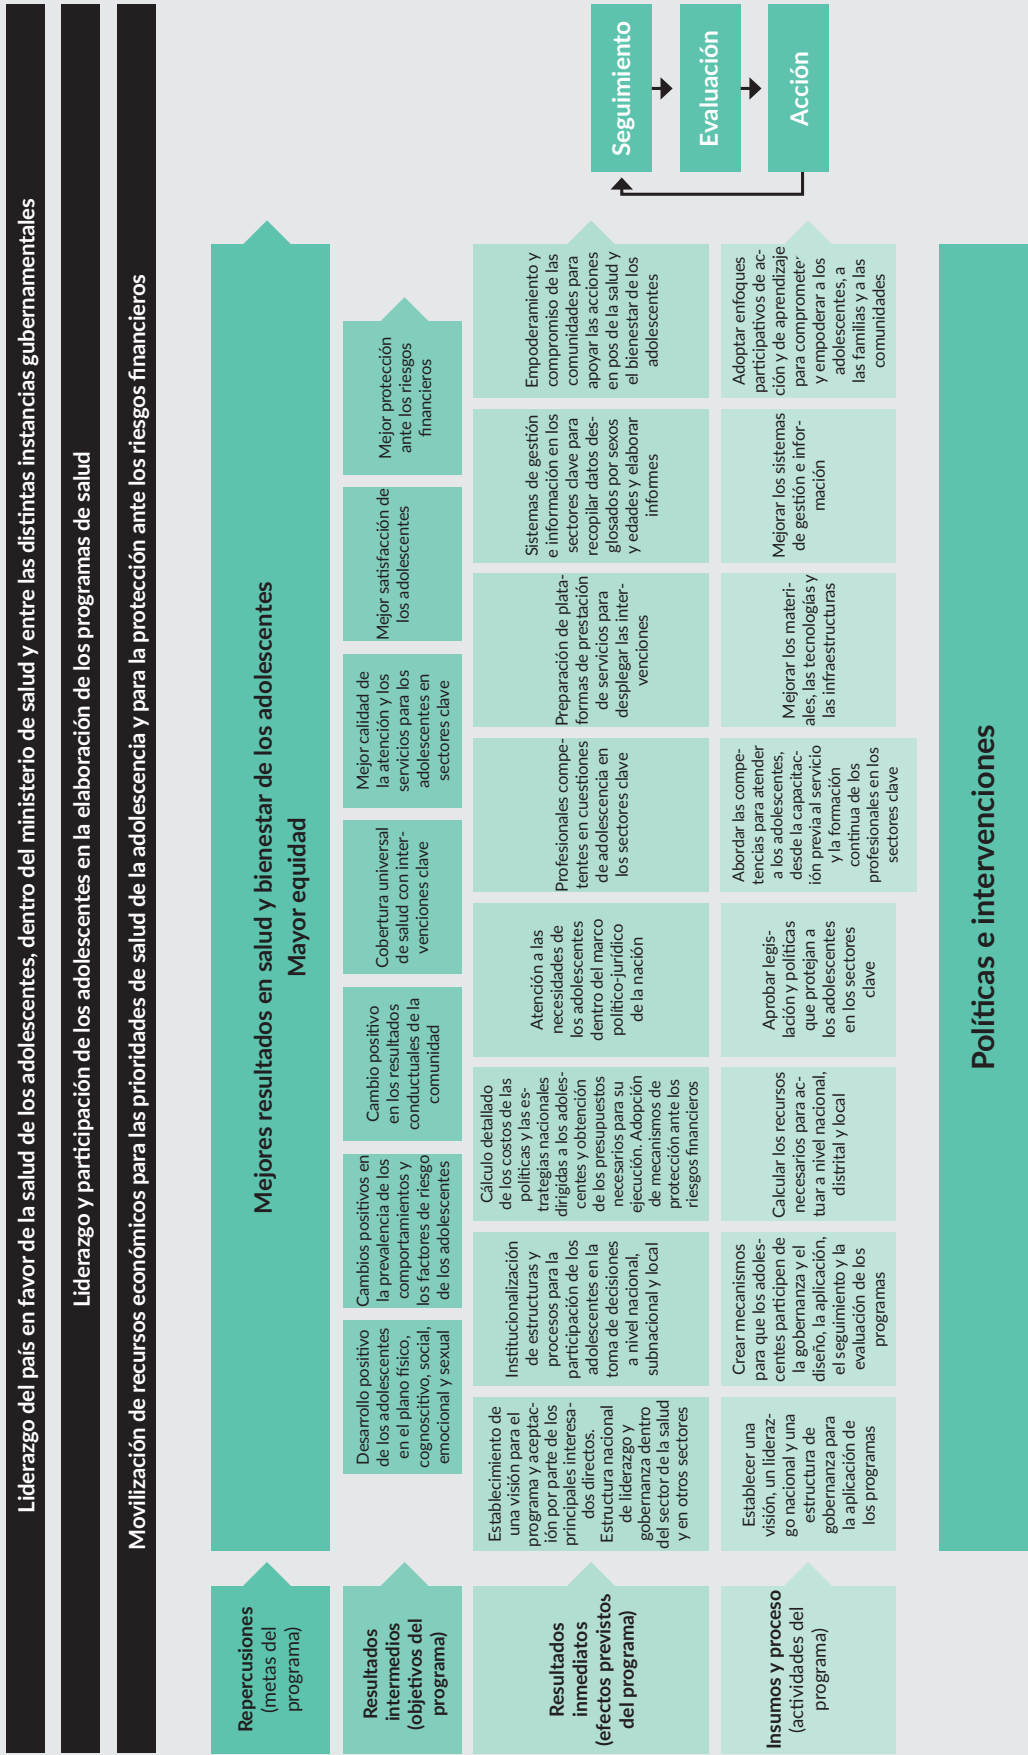 Liderazgo del país en favor de la salud de los adolescentes, dentro del ministerio de salud y entre las distintas instancias gubernamentales
Liderazgo y participación de los adolescentes en la elaboración de los programas de salud
Movilización de recursos económicos para las prioridades de salud de la adolescencia y para la protección ante los riesgos financieros
Repercusiones
(metas del
programa)
Mejores resultados en salud y bienestar de los adolescentes
Mayor equidad
Resultados
intermedios
(objetivos del
programa)
Desarrollo positivo
de los adolescentes
en el plano físico,
cognoscitivo, social,
emocional y sexual
Cambios positivos en
la prevalencia de los
comportamientos y
los factores de riesgo
de los adolescentes
Cambio positivo
en los resultados
conductuales de la
comunidad
Cobertura universal
de salud con inter-
venciones clave
Mejor calidad de
la atención y los
servicios para los
adolescentes en
sectores clave
Mejor satisfacción de
los adolescentes
Mejor protección
ante los riesgos
financieros
Resultados
inmediatos
(efectos previstos
del programa)
Establecimiento de
una visión para el
programa y aceptac-
ión por parte de los
principales interesa-
dos directos.
Estructura nacional
de liderazgo y
gobernanza dentro
del sector de la salud
y en otros sectores
Institucionalización
de estructuras y
procesos para la
participación de los
adolescentes en la
toma de decisiones
a nivel nacional,
subnacional y local
Cálculo detallado
de los costos de las
políticas y las es-
trategias nacionales
dirigidas a los adoles-
centes y obtención
de los presupuestos
necesarios para su
ejecución. Adopción
de mecanismos de
protección ante los
riesgos financieros
Atención a las
necesidades de
los adolescentes
dentro del marco
político-jurídico
de la nación
Profesionales compe-
tentes en cuestiones
de adolescencia en
los sectores clave
Preparación de plata-
formas de prestación
de servicios para
desplegar las inter-
venciones
Sistemas de gestión
e información en los
sectores clave para
recopilar datos des-
glosados por sexos
y edades y elaborar
informes
Empoderamiento y
compromiso de las
comunidades para
apoyar las acciones
en pos de la salud y
el bienestar de los
adolescentes
Insumos y proceso
(actividades del
programa)
Establecer una
visión, un lideraz-
go nacional y una
estructura de
gobernanza para
la aplicación de
los programas
Crear mecanismos
para que los adoles-
centes participen de
la gobernanza y el
diseño, la aplicación,
el seguimiento y la
evaluación de los
programas
Calcular los recursos
necesarios para ac-
tuar a nivel nacional,
distrital y local
Aprobar legis-
lación y políticas
que protejan a
los adolescentes
en los sectores
clave
Abordar las compe-
tencias para atender
a los adolescentes,
desde la capacitac-
ión previa al servicio
y la formación
continua de los
profesionales en los
sectores clave
Mejorar los materi-
ales, las tecnologías y
las infraestructuras
Mejorar los sistemas
de gestión e infor-
mación
Adoptar enfoques
participativos de ac-
ción y de aprendizaje
para comprometer
y empoderar a los
adolescentes, a
las familias y a las
comunidades
Políticas e intervenciones
Seguimiento
Evaluación
Acción